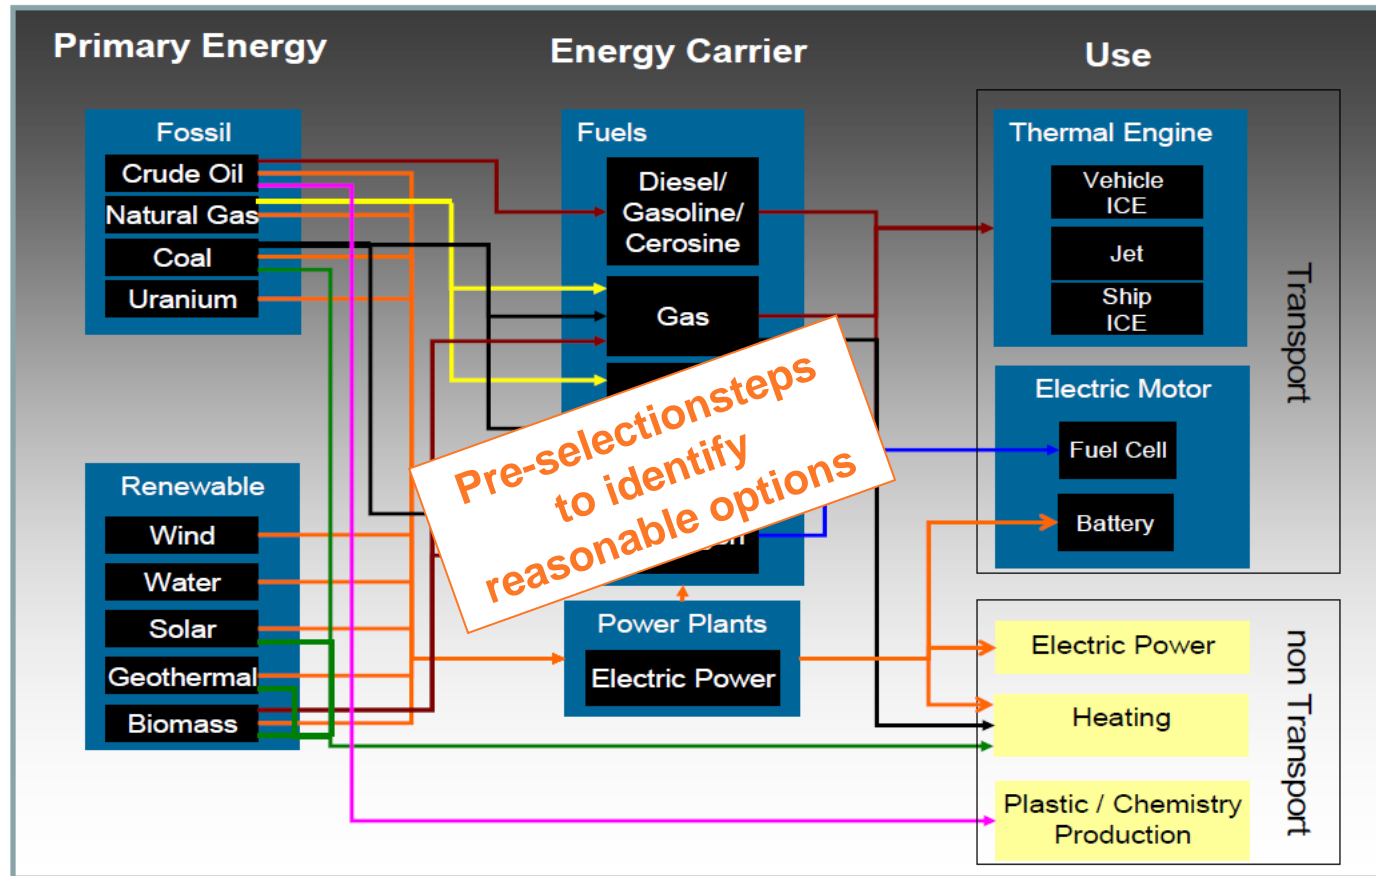 Primary Energy
Energy Carrier
Use
Fossil
Crude Oil
Natural Gas
Coal
Uranium
Renewable
Wind
Water
Solar
Geothermal
Biomass
Fuels
Diesel/
Gasoline/
Cerosine
Gas
Pre-selectionsteps
to identify
reasonable options
Power Plants
Electric Power
Thermal Engine
Vehicle
ICE
Jet
Ship
ICE
Transport
Electric Motor
Fuel Cell
Battery
Electric Power
Heating
Plastic / Chemistry
Production
non Transport